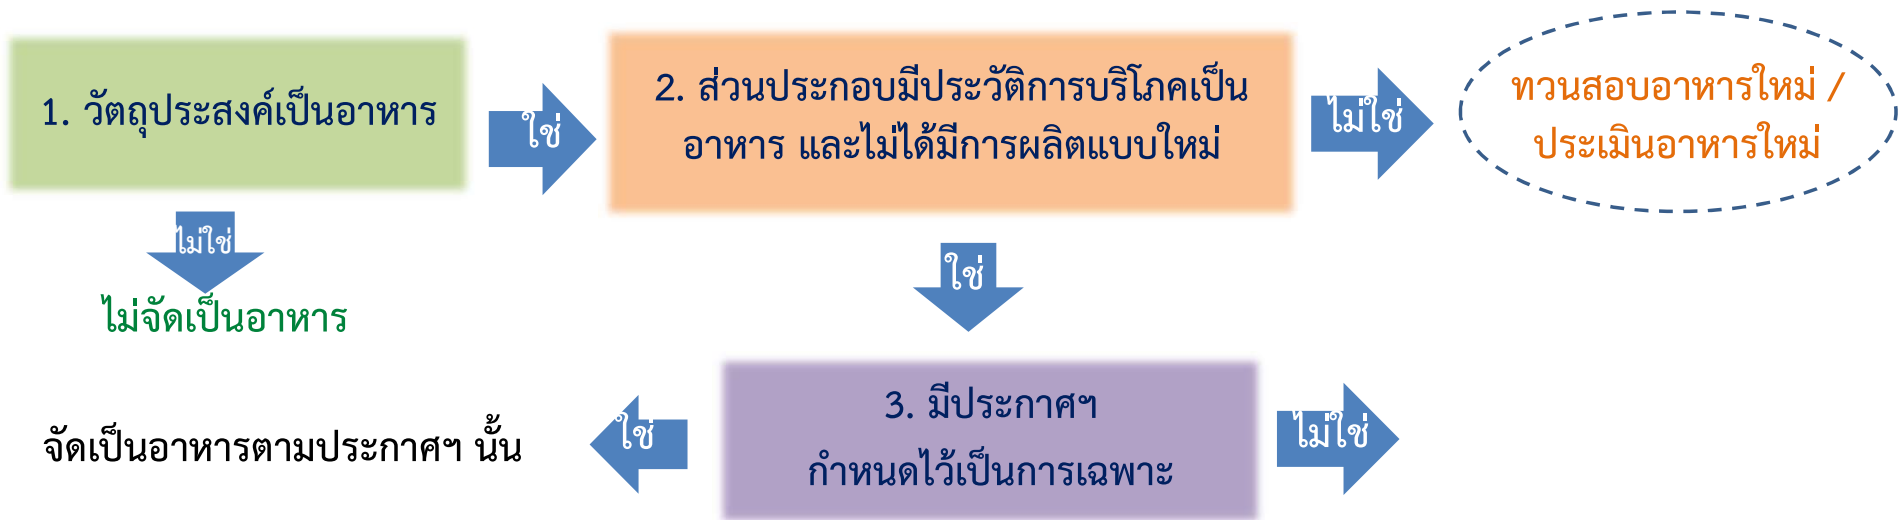 1. วัตถุประสงค์เป็นอาหาร
ใช่
2. ส่วนประกอบมีประวัติการบริโภคเป็น
อาหาร และไม่ได้มีการผลิตแบบใหม่
ไม่ใช่
ทวนสอบอาหารใหม่ /
ประเมินอาหารใหม่
ไม่ใช่
ไม่จัดเป็นอาหาร
ใช่
3. มีประกาศฯ
กำหนดไว้เป็นการเฉพาะ
ใช่
จัดเป็นอาหารตามประกาศฯ นั้น
ไม่ใช่